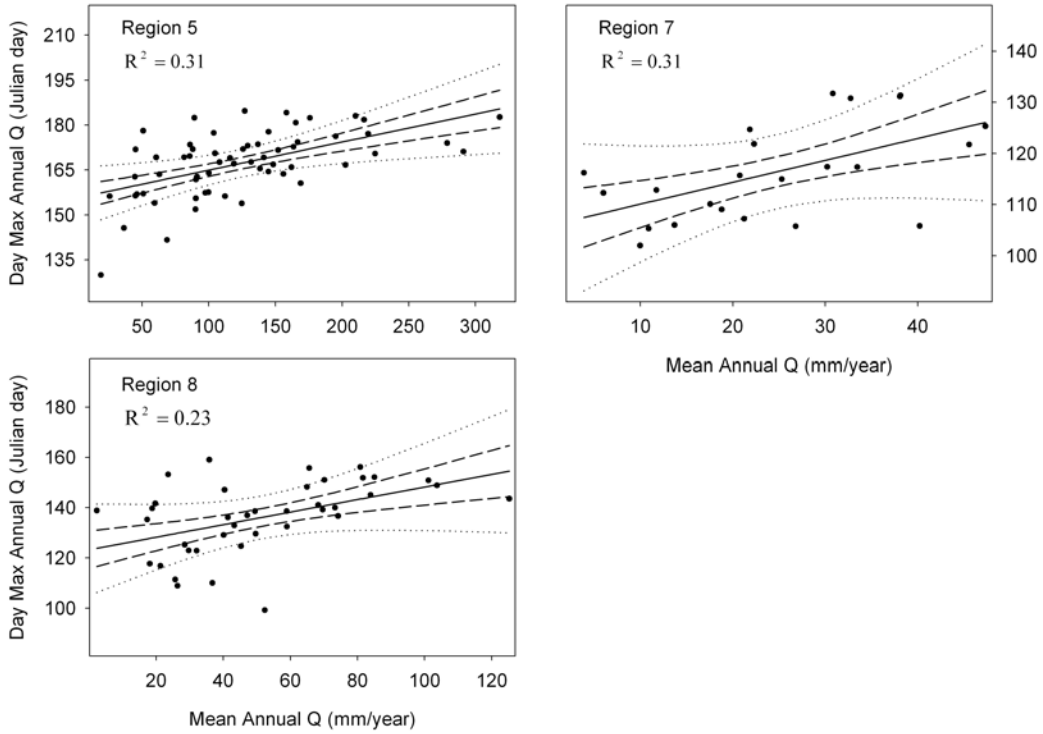 Region 5
R² = 0.31
Day Max Annual Q (Julian day)
210
195
180
165
150
135
50 100 150 200 250 300
Region 7
R² = 0.31
140
130
120
110
100
10 20 30 40
Mean Annual Q (mm/year)
Region 8
R² = 0.23
Day Max Annual Q (Julian day)
180
160
140
120
100
20 40 60 80 100 120
Mean Annual Q (mm/year)